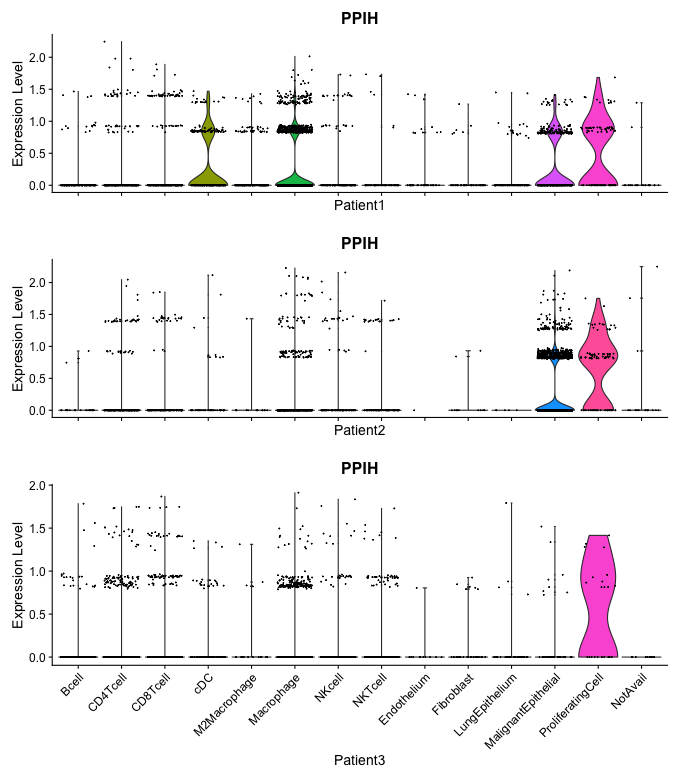 PPIH
Expression Level
2.0
1.5
1.0
0.5
0.0
Patient1
PPIH
Expression Level
2.0
1.5
1.0
0.5
0.0
Patient2
PPIH
Expression Level
2.0
1.5
1.0
0.5
0.0
Bcell
CD4Tcell
CD8Tcell
cDC
M2Macrophage
Macrophage
NKcell
NKTcell
Endothelium
Fibroblast
LungEpithelium
MalignantEpithelial
ProliferatingCell
NotAvail
Patient3